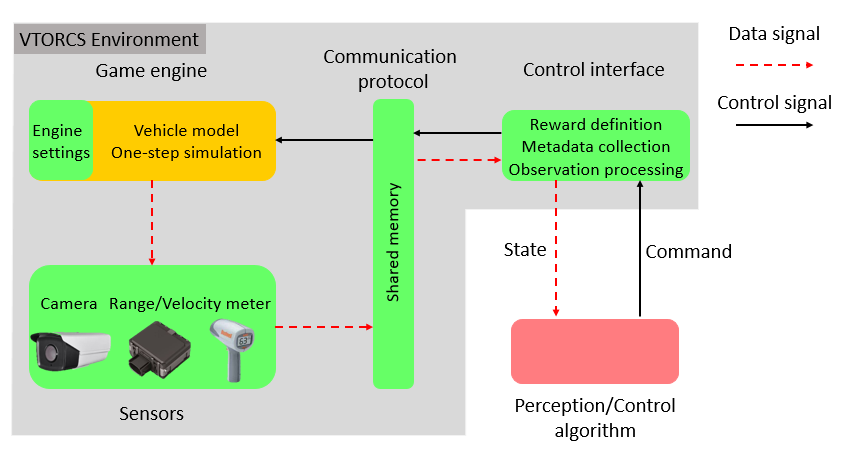 VTORCS Environment
Game engine
Engine
settings
Vehicle model
One-step simulation
Communication
protocol
Shared memory
Control interface
Reward definition
Metadata collection
Observation processing
Data signal
Control signal
Camera
Range/Velocity meter
Sensors
State
Command
Perception/Control
algorithm